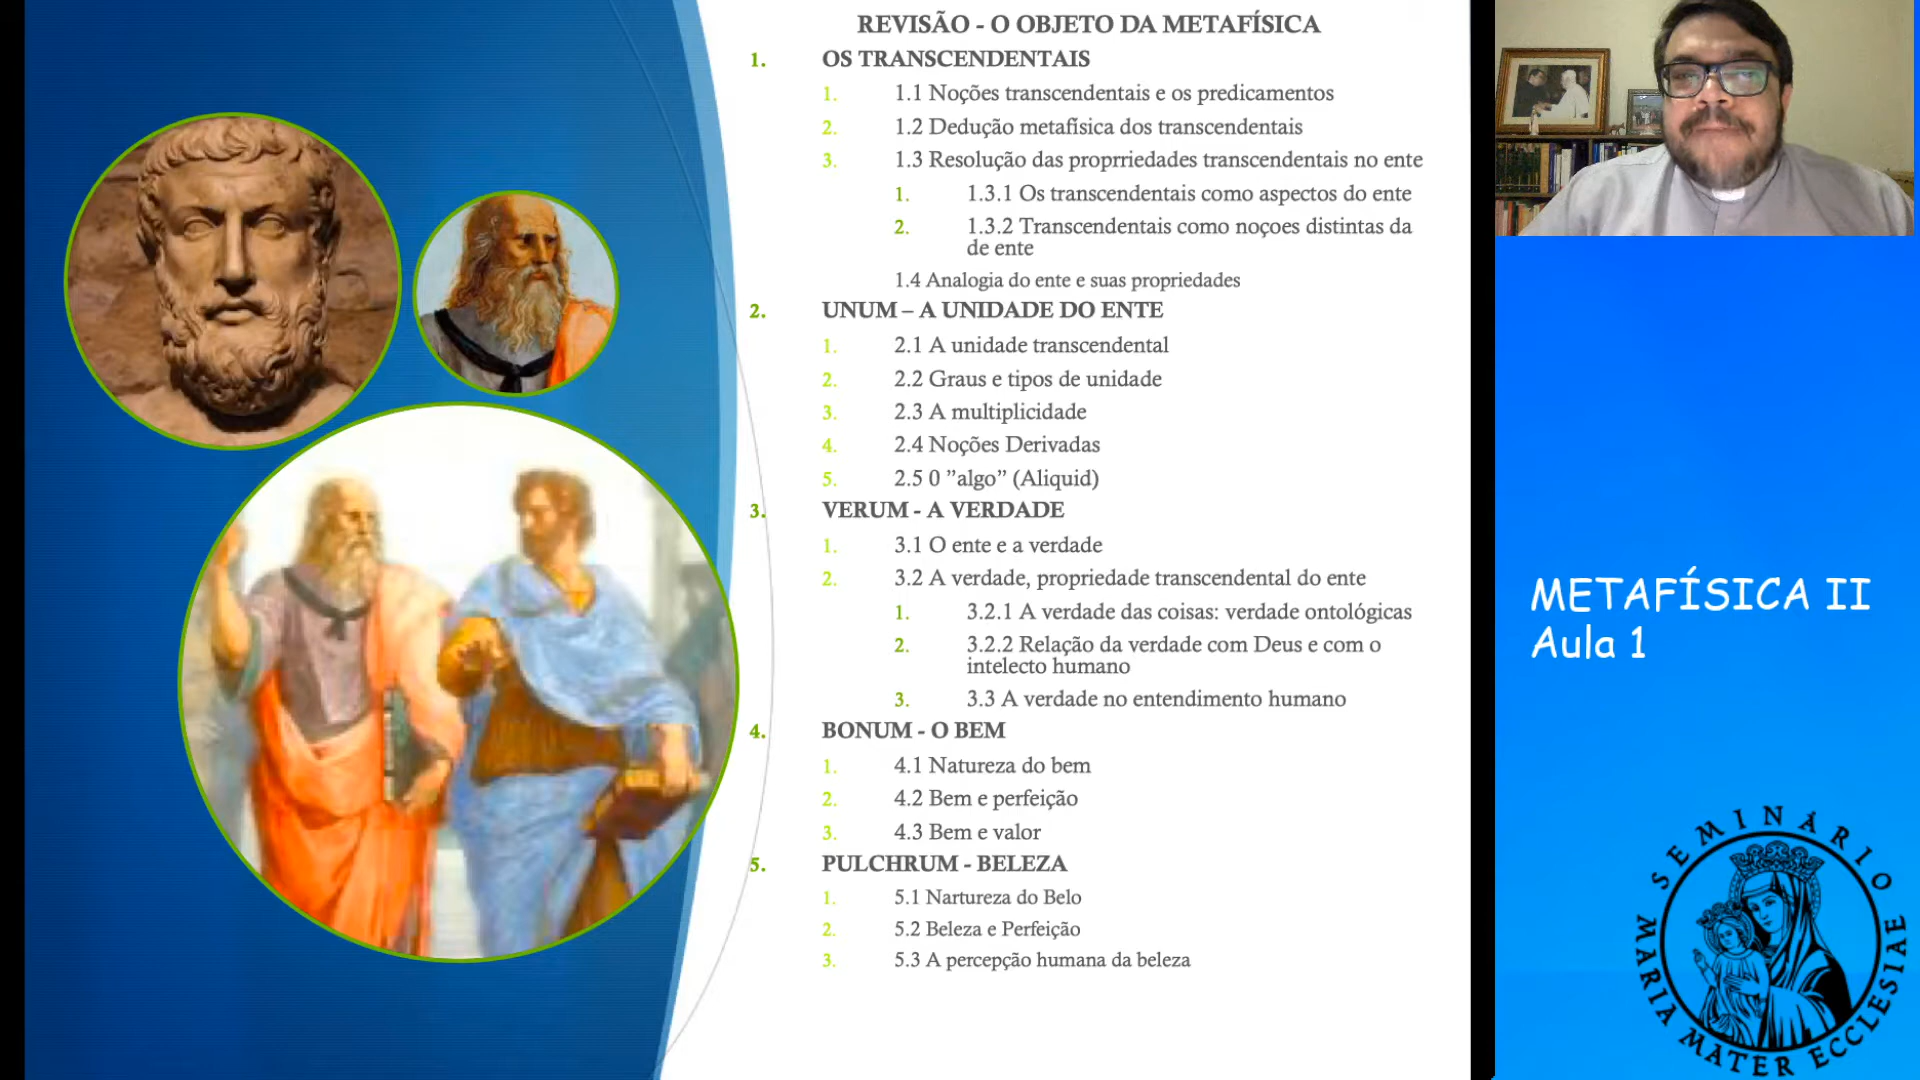 REVISÃO - O OBJETO DA METAFÍSICA
1. OS TRANSCENDENTAIS
1. 1.1 Noções transcendentais e os predicamentos
2. 1.2 Dedução metafísica dos transcendentais
3. 1.3 Resolução das proprriedades transcendentais no ente
1. 1.3.1 Os transcendentais como aspectos do ente
2. 1.3.2 Transcendentais como noçoes distintas da
de ente
1.4 Analogia do ente e suas propriedades
2. UNUM – A UNIDADE DO ENTE
1. 2.1 A unidade transcendental
2. 2.2 Graus e tipos de unidade
3. 2.3 A multiplicidade
4. 2.4 Noções Derivadas
5. 2.5 0 ”algo” (Aliquid)
3. VERUM - A VERDADE
1. 3.1 O ente e a verdade
2. 3.2 A verdade, propriedade transcendental do ente
1. 3.2.1 A verdade das coisas: verdade ontológicas
2. 3.2.2 Relação da verdade com Deus e com o
intelecto humano
3. 3.3 A verdade no entendimento humano
4. BONUM - O BEM
1. 4.1 Natureza do bem
2. 4.2 Bem e perfeição
3. 4.3 Bem e valor
5. PULCHRUM - BELEZA
1. 5.1 Nartureza do Belo
2. 5.2 Beleza e Perfeição
3. 5.3 A percepção humana da beleza
METAFÍSICA II
Aula 1
SEMINÁRIO
MARIA MATER ECCLESIAE